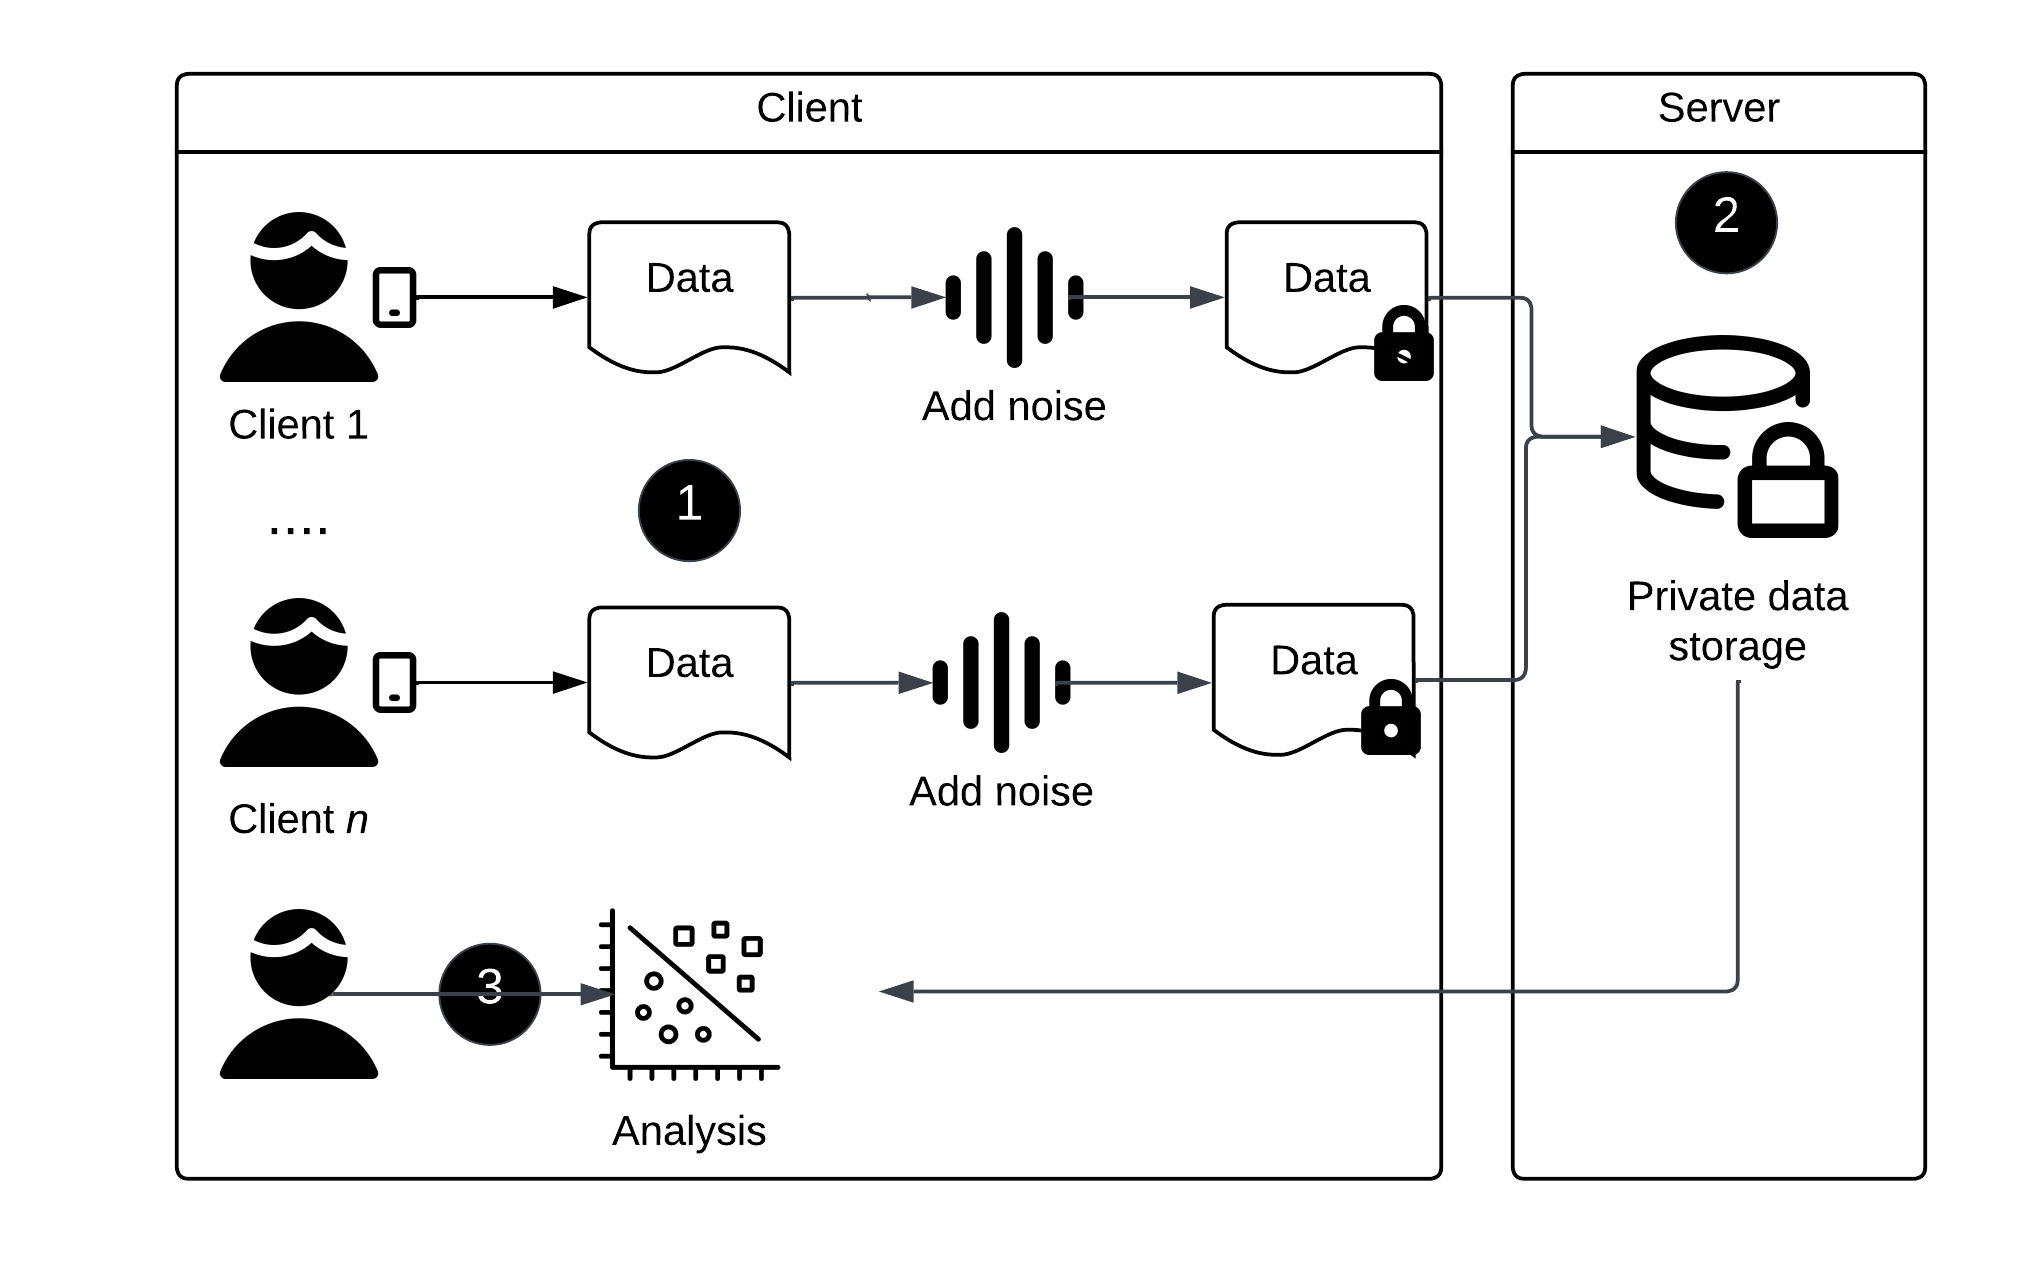 Client
Server
2
Data
Data
Add noise
Client 1
1
....
Private data
storage
Data
Data
Add noise
Client n
3
Analysis